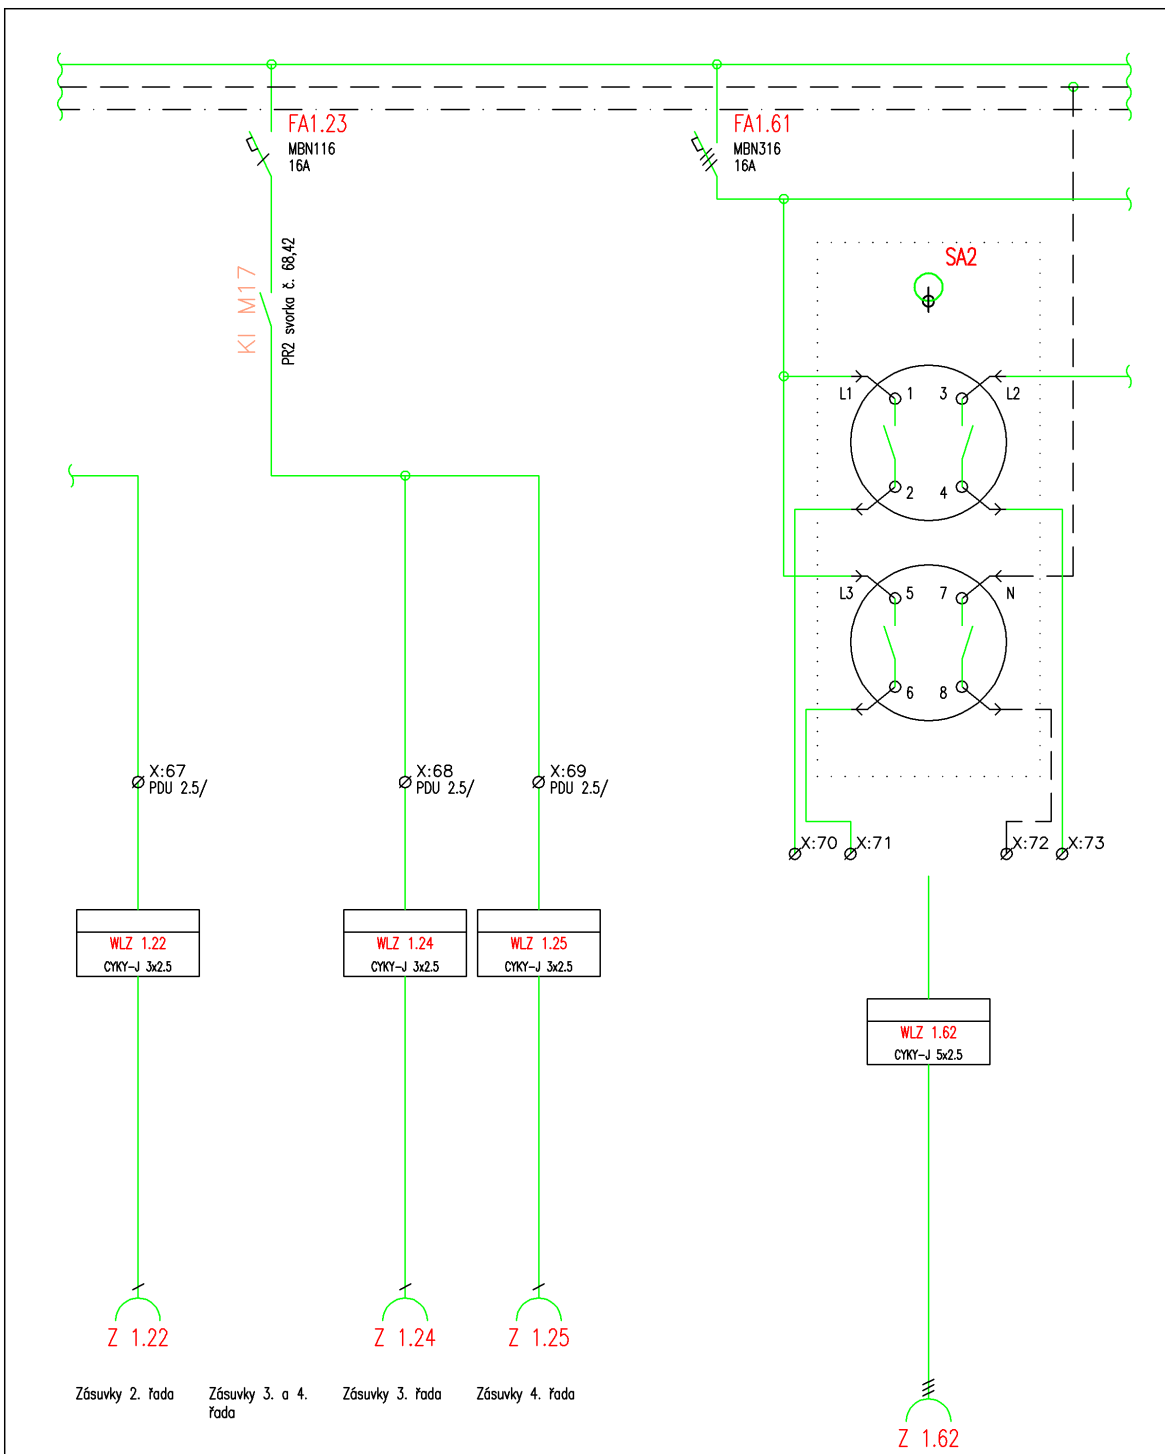 FA1.23
MBN116
16A
FA1.61
MBN316
16A
KI M17
PR2 svorka č. 68,42
SA2
L1
1
3
L2
2
4
L3
5
7
N
6
8
X:67
PDU 2.5/
X:68
PDU 2.5/
X:69
PDU 2.5/
X:70
X:71
X:72
X:73
WLZ 1.22
CYKY-J 3x2.5
WLZ 1.24
CYKY-J 3x2.5
WLZ 1.25
CYKY-J 3x2.5
WLZ 1.62
CYKY-J 5x2.5
Z 1.22
Z 1.24
Z 1.25
Zásuvky 2. řada
Zásuvky 3. a 4.
řada
Zásuvky 3. řada
Zásuvky 4. řada
Z 1.62